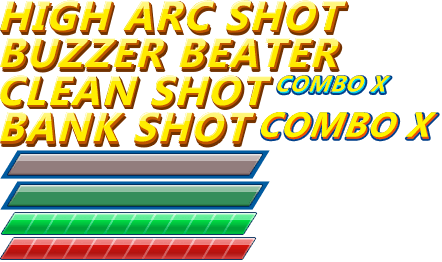 HIGH ARC SHOT
BUZZER BEATER
CLEAN SHOT COMBO X
BANK SHOT COMBO X